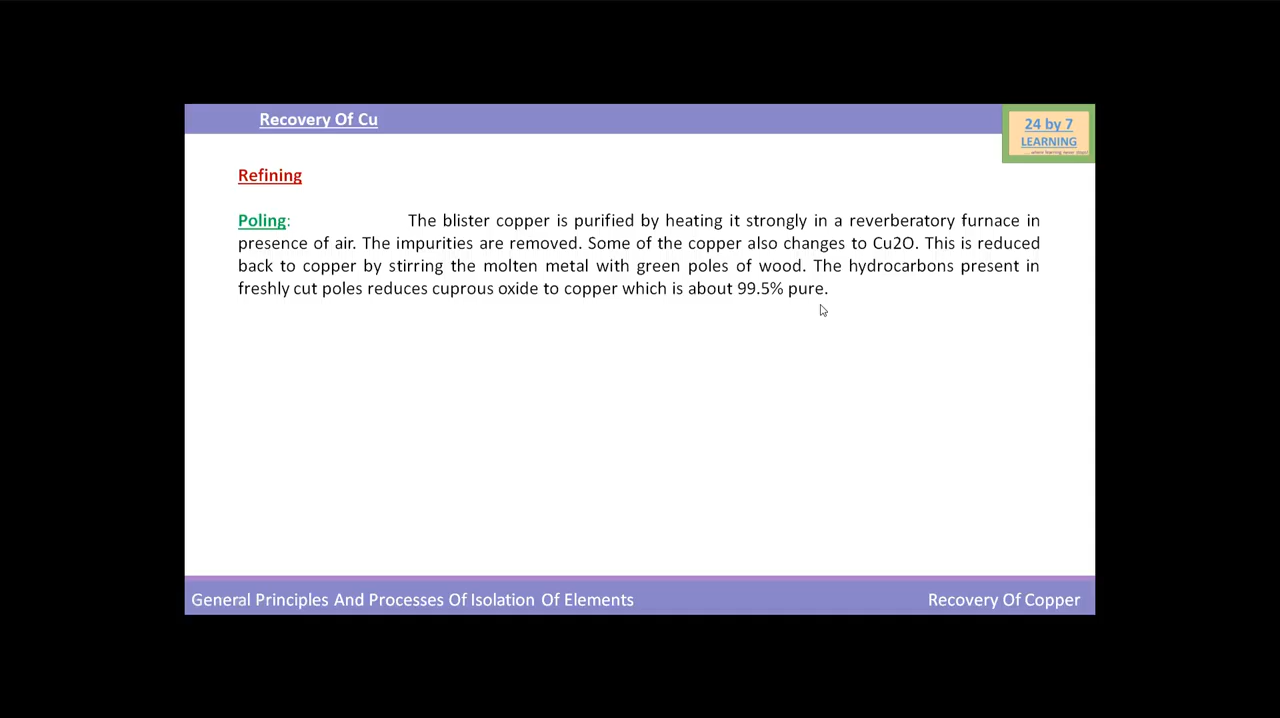 Recovery Of Cu
24 by 7
LEARNING
... where learning never stops!
Refining
Poling: The blister copper is purified by heating it strongly in a reverberatory furnace in
presence of air. The impurities are removed. Some of the copper also changes to Cu2O. This is reduced
back to copper by stirring the molten metal with green poles of wood. The hydrocarbons present in
freshly cut poles reduces cuprous oxide to copper which is about 99.5% pure.
General Principles And Processes Of Isolation Of Elements
Recovery Of Copper